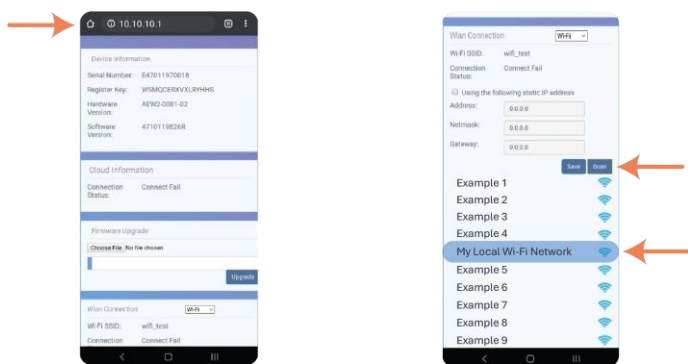 10.10.10.1
Device Information
Serial Number: E47011970018
Register Key: WSMQCERXVXLRYHHS
Hardware Version: AEW2-0001-02
Software Version: 4710119826R
Cloud Information
Connection Status: Connect Fail
Firmware Upgrade
Choose File No file chosen
Upgrade
Wlan Connection Wi-Fi
Wi-Fi SSID: wifi_test
Connection Connect Fail
Wlan Connection Wi-Fi
Wi-Fi SSID: wifi_test
Connection Status: Connect Fail
Using the following static IP address
Address: 0.0.0.0
Netmask: 0.0.0.0
Gateway: 0.0.0.0
Save Scan
Example 1
Example 2
Example 3
Example 4
My Local Wi-Fi Network
Example 5
Example 6
Example 7
Example 8
Example 9